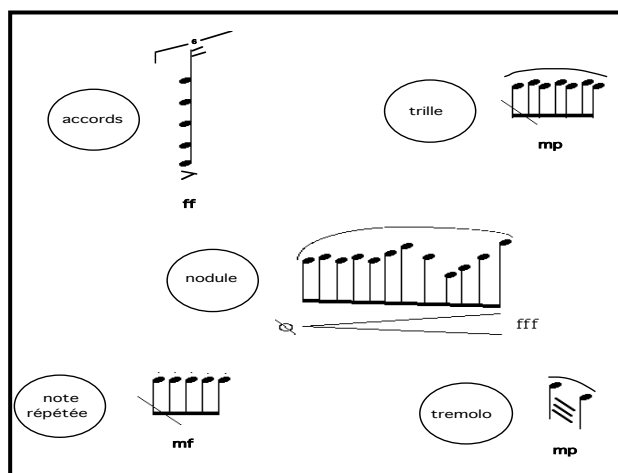 6
accords
ff
trille
mp
nodule
fff
note
répétée
mf
tremolo
mp